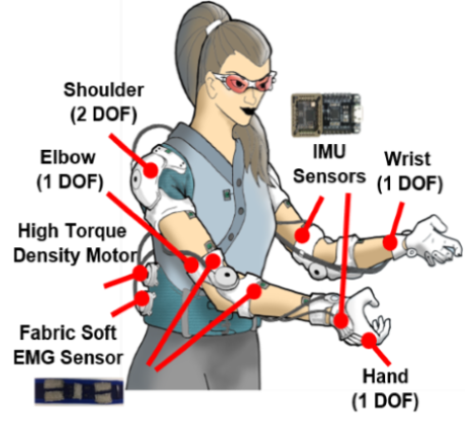 Shoulder
(2 DOF)
Elbow
(1 DOF)
High Torque
Density Motor
Fabric Soft
EMG Sensor
IMU
Sensors
Wrist
(1 DOF)
Hand
(1 DOF)